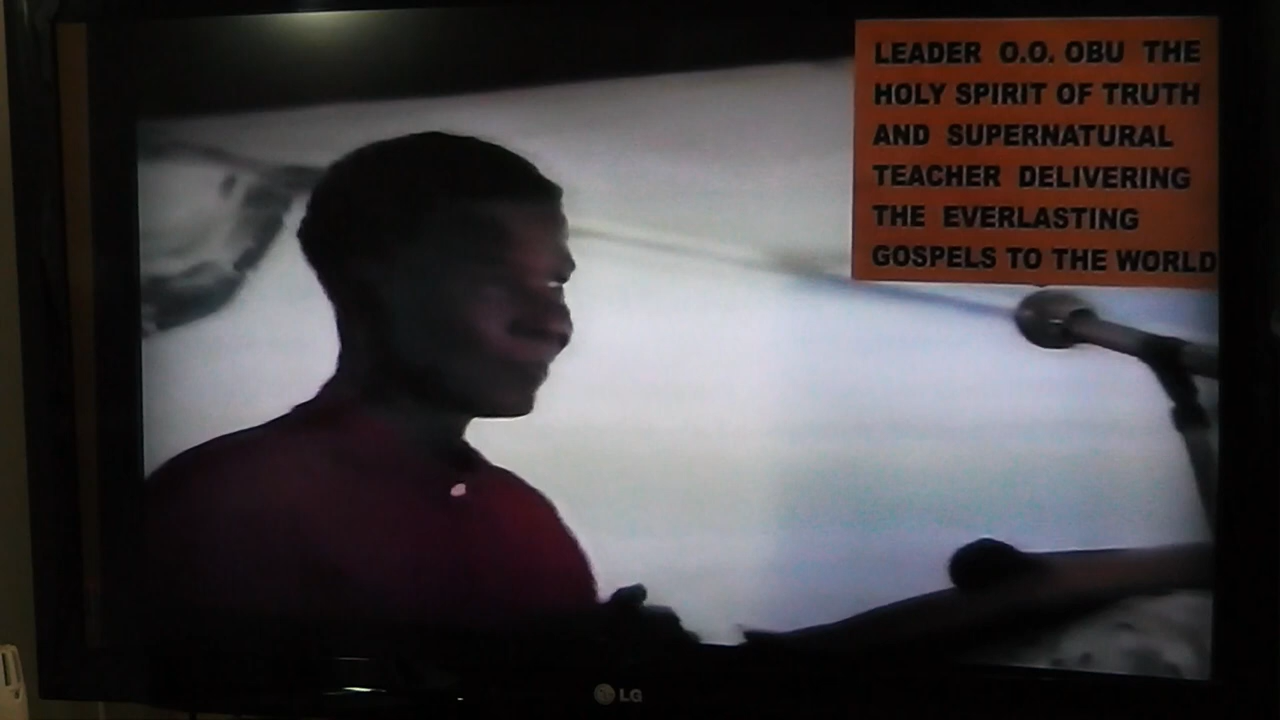 LEADER O.O. OBU THE
HOLY SPIRIT OF TRUTH
AND SUPERNATURAL
TEACHER DELIVERING
THE EVERLASTING
GOSPELS TO THE WORLD
LG